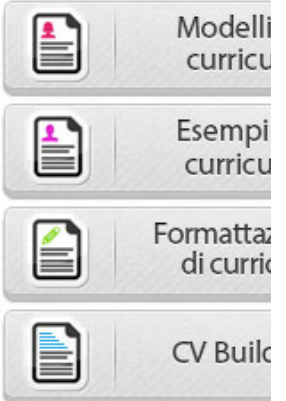 Modelli
curricu
Esempi
curricu
Formattaz
di curric
CV Build